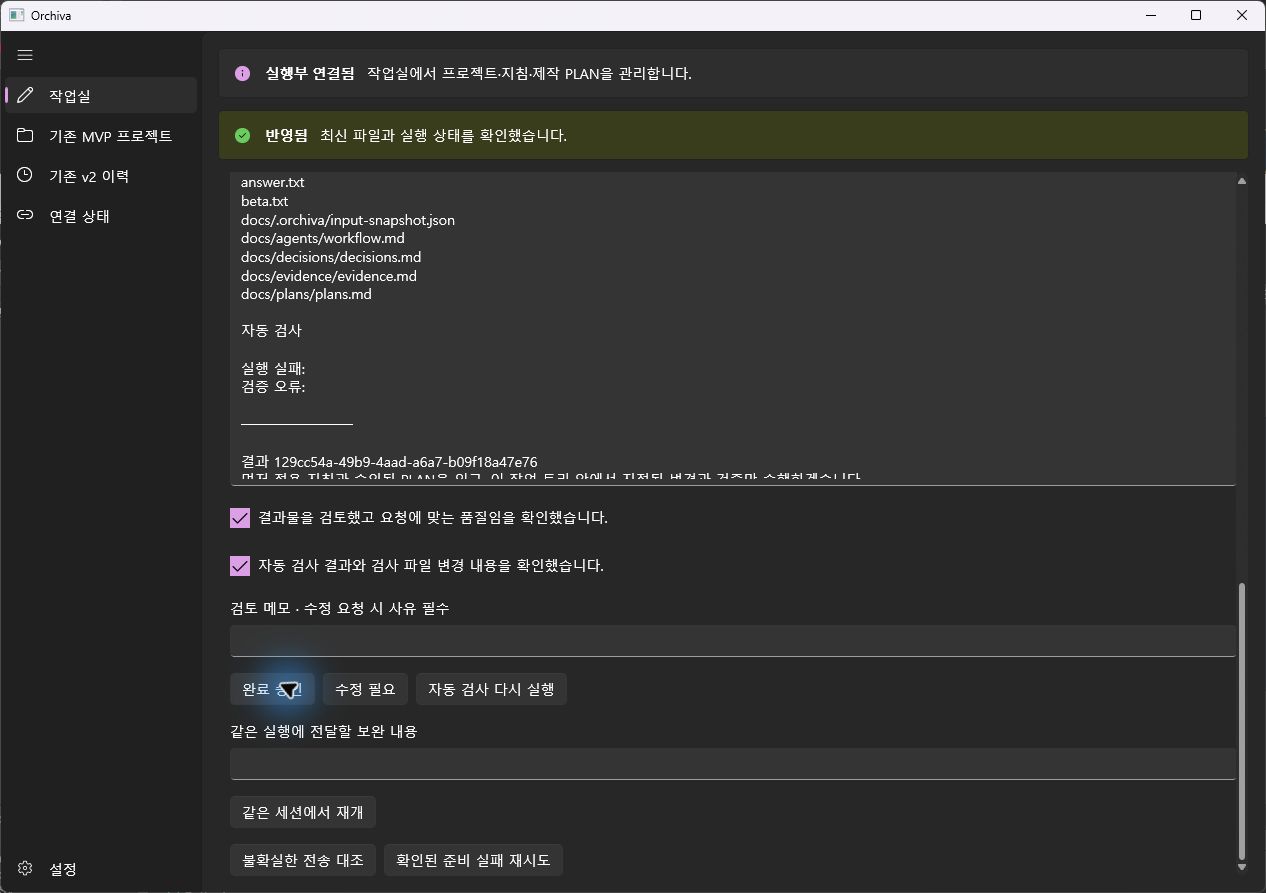 Orchiva
작업실
기존 MVP 프로젝트
기존 v2 이력
연결 상태
설정
실행부 연결됨 작업실에서 프로젝트·지침·제작 PLAN을 관리합니다.
반영됨 최신 파일과 실행 상태를 확인했습니다.
answer.txt
beta.txt
docs/.orchiva/input-snapshot.json
docs/agents/workflow.md
docs/decisions/decisions.md
docs/evidence/evidence.md
docs/plans/plans.md
자동 검사
실행 실패:
검증 오류:
결과 129cc54a-49b9-4aad-a6a7-b09f18a47e76
결과물을 검토했고 요청에 맞는 품질임을 확인했습니다.
자동 검사 결과와 검사 파일 변경 내용을 확인했습니다.
검토 메모 · 수정 요청 시 사유 필수
완료 승인
수정 필요
자동 검사 다시 실행
같은 실행에 전달할 보완 내용
같은 세션에서 재개
불확실한 전송 대조
확인된 준비 실패 재시도